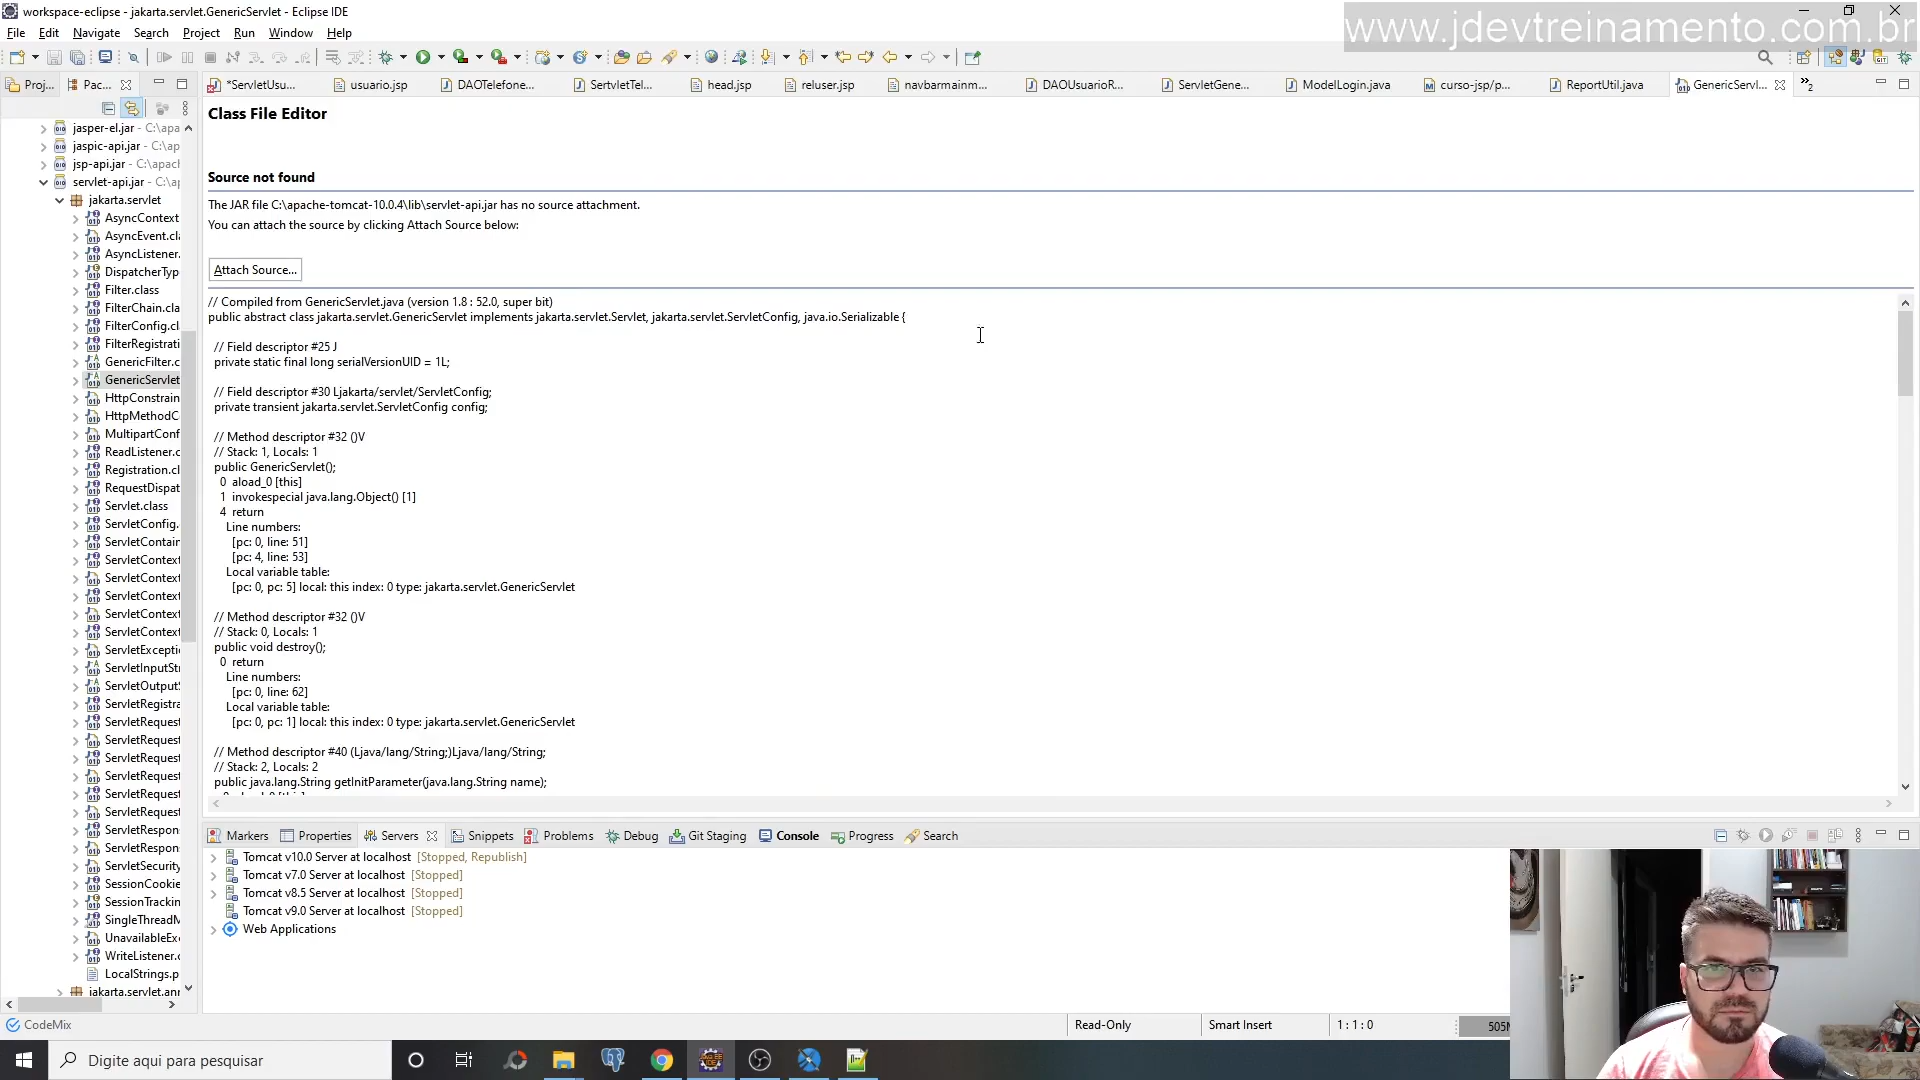 workspace-eclipse - jakarta.servlet.GenericServlet - Eclipse IDE
www.jdevtreinamento.com.br
File Edit Navigate Search Project Run Window Help
Proj... Pac... *ServletUsu... usuario.jsp DAOTelefone... SertvletTel... head.jsp reluser.jsp navbarmainm... DAOUsuarioR... ServletGene... ModelLogin.java curso-jsp/p... ReportUtil.java GenericServl... »2
Class File Editor
Source not found
The JAR file C:\apache-tomcat-10.0.4\lib\servlet-api.jar has no source attachment.
You can attach the source by clicking Attach Source below:
Attach Source...
// Compiled from GenericServlet.java (version 1.8 : 52.0, super bit)
public abstract class jakarta.servlet.GenericServlet implements jakarta.servlet.Servlet, jakarta.servlet.ServletConfig, java.io.Serializable {
// Field descriptor #25 J
private static final long serialVersionUID = 1L;
// Field descriptor #30 Ljakarta/servlet/ServletConfig;
private transient jakarta.servlet.ServletConfig config;
// Method descriptor #32 ()V
// Stack: 1, Locals: 1
public GenericServlet();
0 aload_0 [this]
1 invokespecial java.lang.Object() [1]
4 return
Line numbers:
[pc: 0, line: 51]
[pc: 4, line: 53]
Local variable table:
[pc: 0, pc: 5] local: this index: 0 type: jakarta.servlet.GenericServlet
// Method descriptor #32 ()V
// Stack: 0, Locals: 1
public void destroy();
0 return
Line numbers:
[pc: 0, line: 62]
Local variable table:
[pc: 0, pc: 1] local: this index: 0 type: jakarta.servlet.GenericServlet
// Method descriptor #40 (Ljava/lang/String;)Ljava/lang/String;
// Stack: 2, Locals: 2
public java.lang.String getInitParameter(java.lang.String name);
jasper-el.jar - C:\apa
jaspic-api.jar - C:\ap
jsp-api.jar - C:\apach
servlet-api.jar - C:\ap
jakarta.servlet
AsyncContext
AsyncEvent.cl
AsyncListener.
DispatcherTyp
Filter.class
FilterChain.cla
FilterConfig.cl
FilterRegistrati
GenericFilter.c
GenericServlet
HttpConstrain
HttpMethodC
MultipartConf
ReadListener.c
Registration.cl
RequestDispat
Servlet.class
ServletConfig.
ServletContain
ServletContext
ServletContext
ServletContext
ServletContext
ServletContext
ServletExcepti
ServletInputSt
ServletOutput
ServletRegistra
ServletRequest
ServletRequest
ServletRequest
ServletRequest
ServletRequest
ServletRequest
ServletRespon
ServletRespon
ServletSecurity
SessionCookie
SessionTrackin
SingleThreadM
UnavailableExc
WriteListener.c
LocalStrings.p
jakarta.servlet.ann
Markers Properties Servers Snippets Problems Debug Git Staging Console Progress Search
Tomcat v10.0 Server at localhost [Stopped, Republish]
Tomcat v7.0 Server at localhost [Stopped]
Tomcat v8.5 Server at localhost [Stopped]
Tomcat v9.0 Server at localhost [Stopped]
Web Applications
CodeMix Read-Only Smart Insert 1 : 1 : 0 505M
Digite aqui para pesquisar